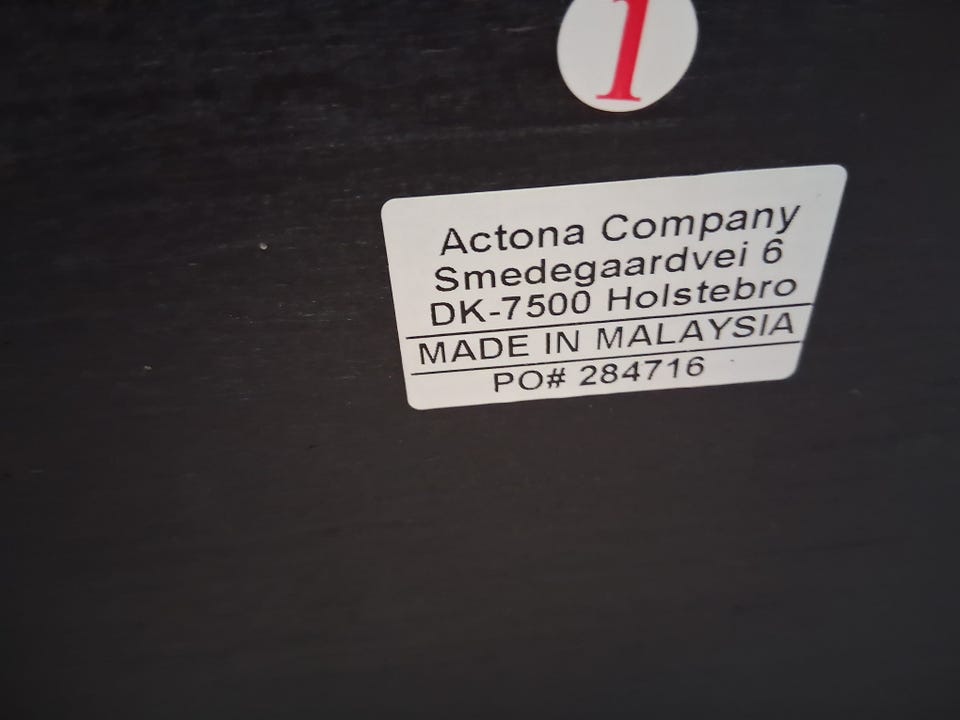 1
Actona Company
Smedegaardvei 6
DK-7500 Holstebro
MADE IN MALAYSIA
PO# 284716